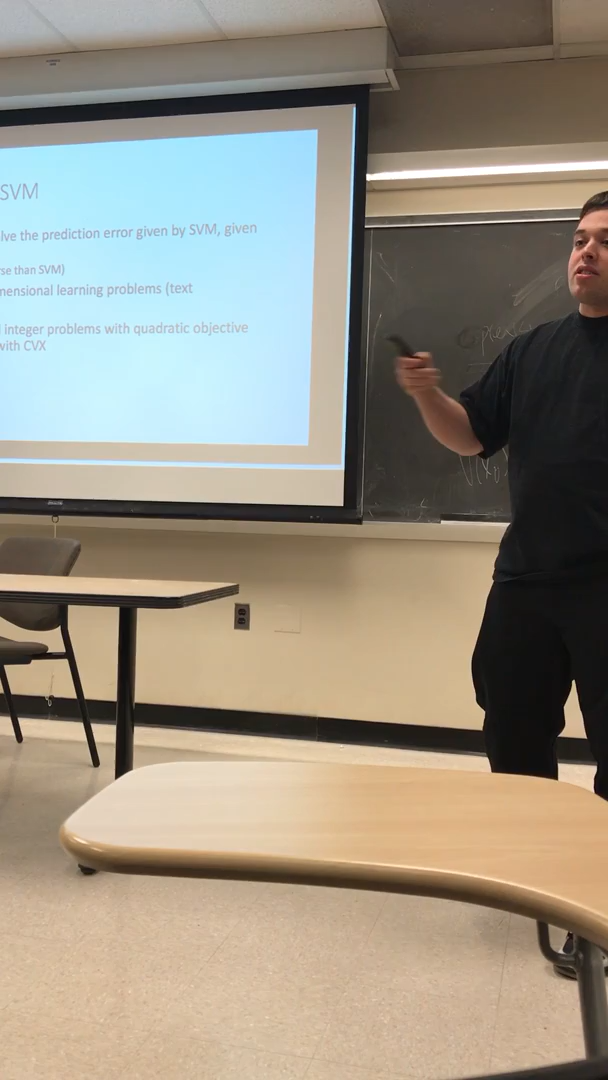 SVM
lve the prediction error given by SVM, given
rse than SVM)
mensional learning problems (text
integer problems with quadratic objective
with CVX